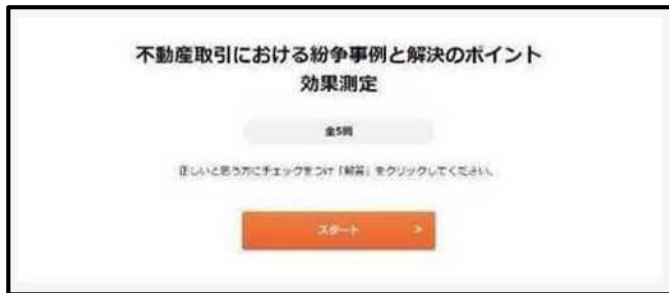 不動産取引における紛争事例と解決のポイント
効果測定
全5問
正しいと思う方にチェックをつけ「解答」をクリックしてください。
スタート >